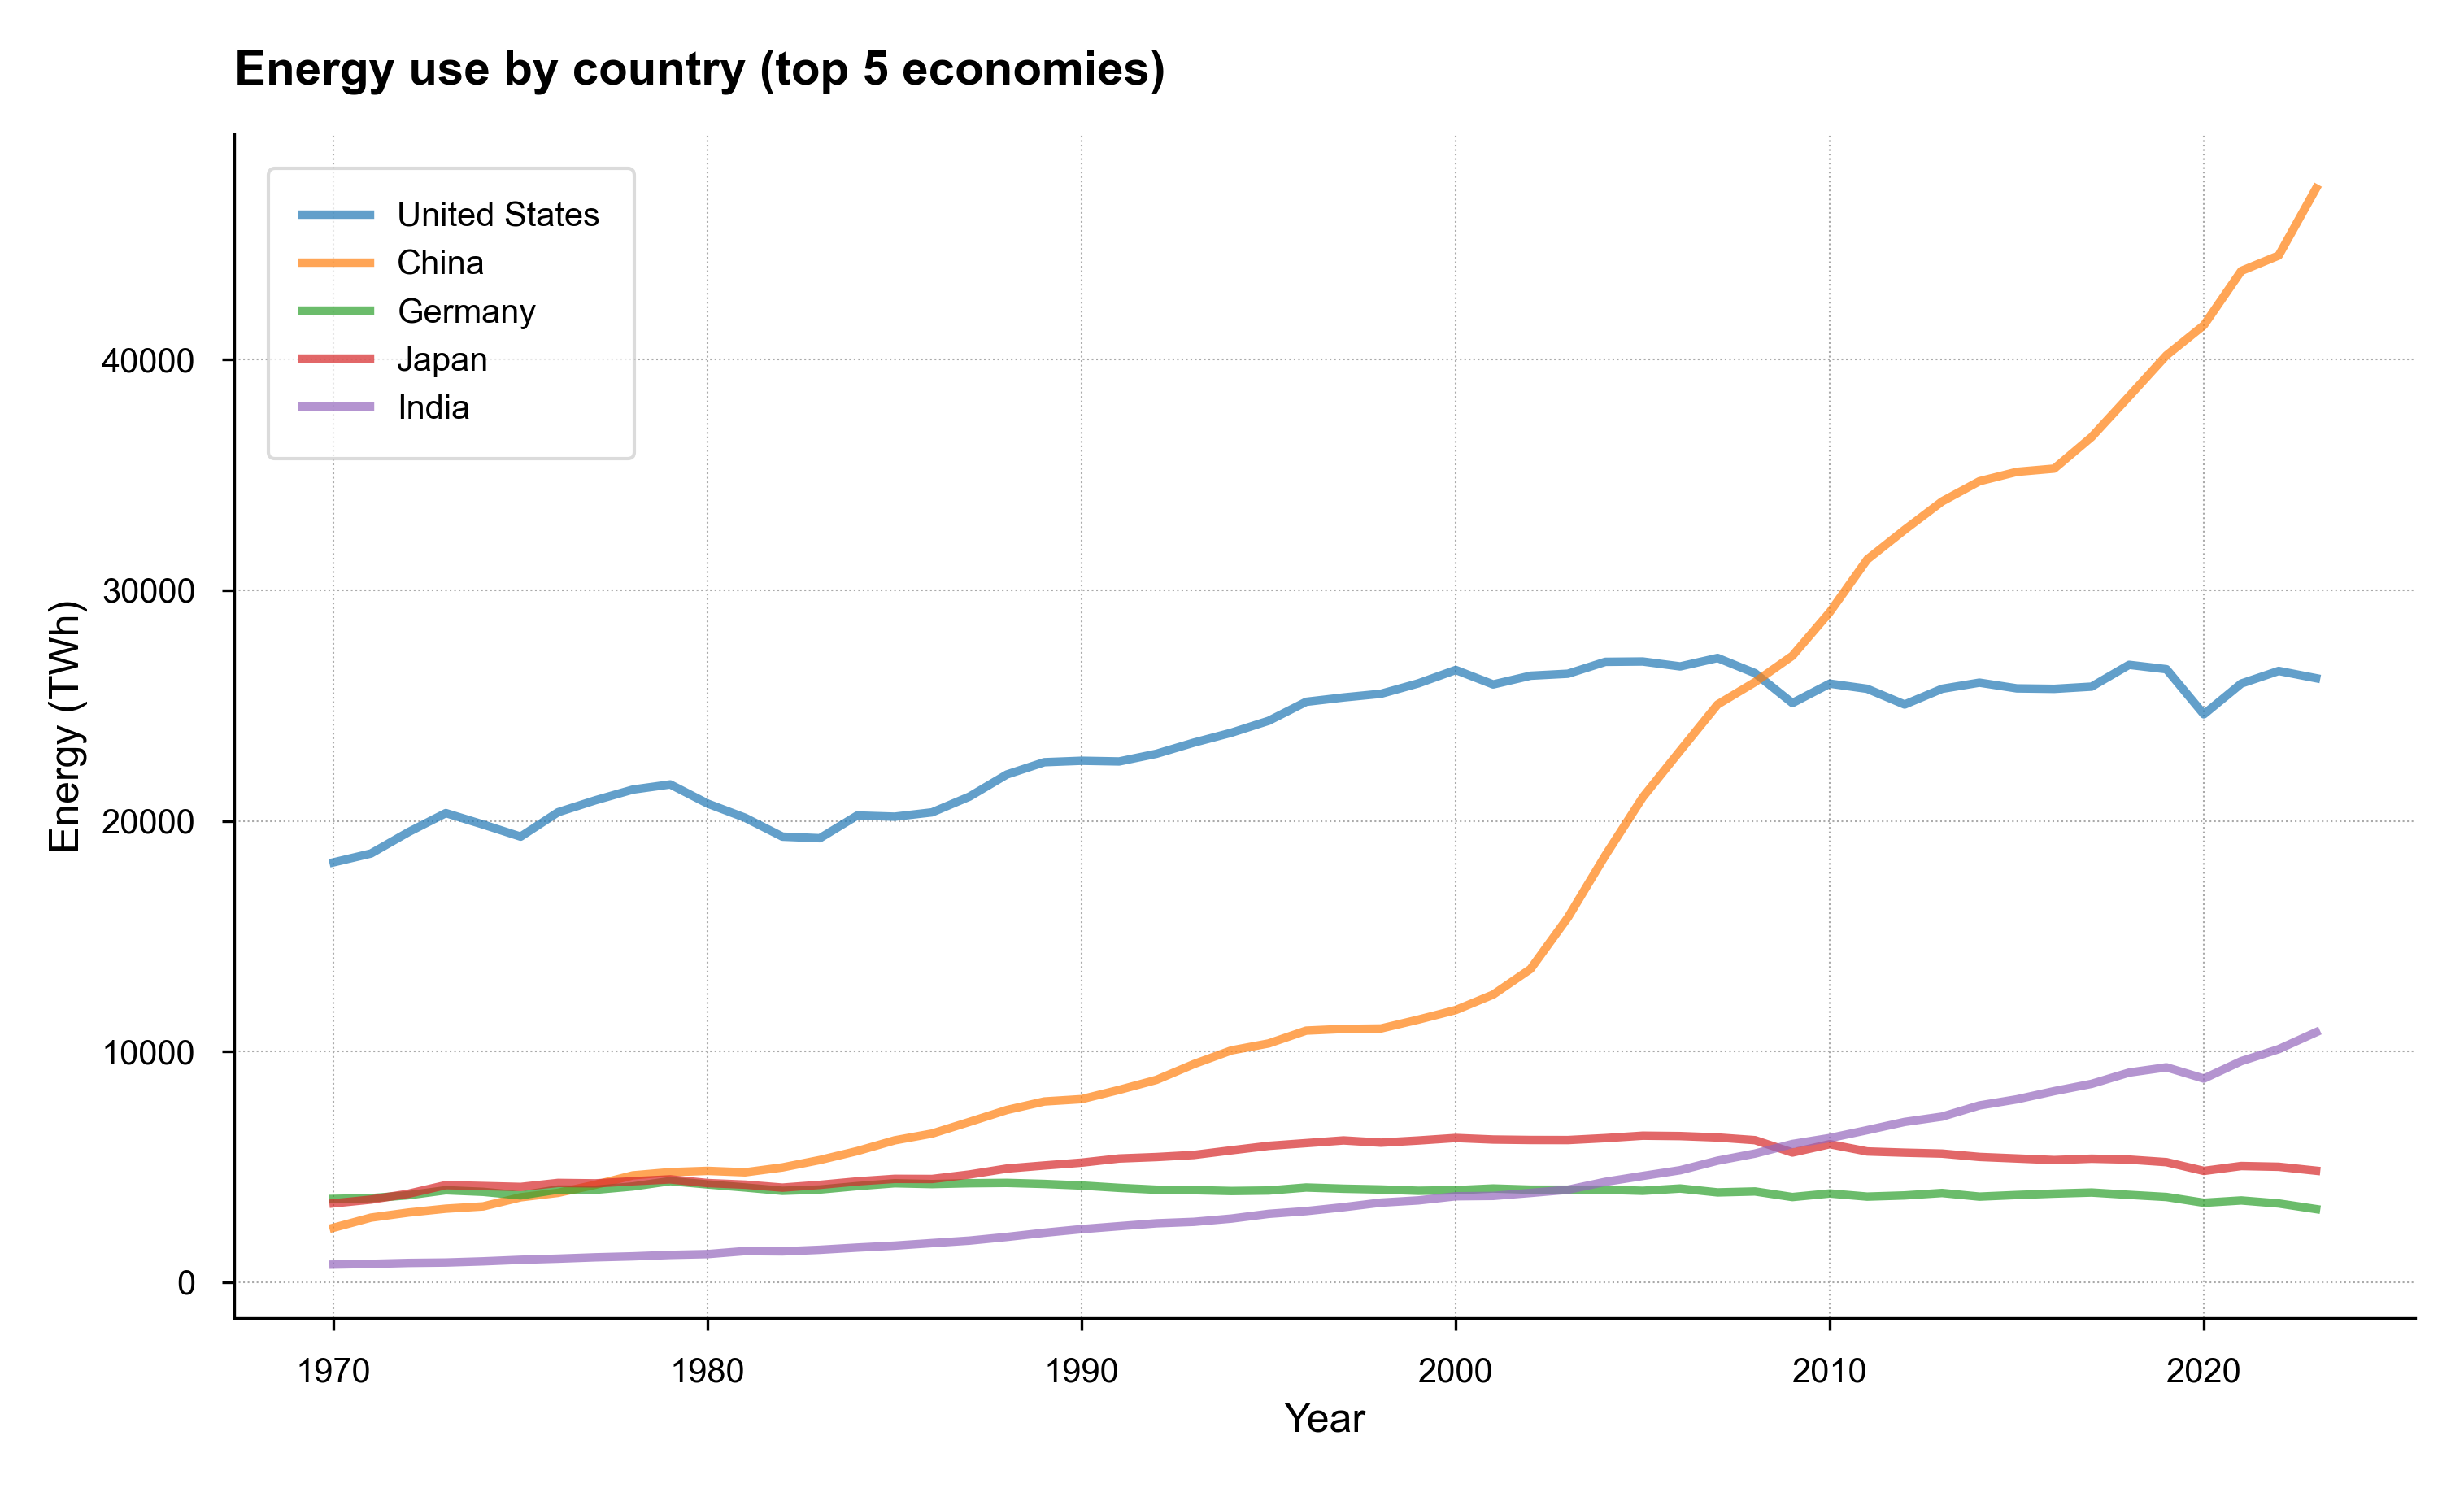 Energy use by country (top 5 economies)
United States
China
Germany
Japan
India
Energy (TWh)
40000
30000
20000
10000
0
1970 1980 1990 2000 2010 2020
Year